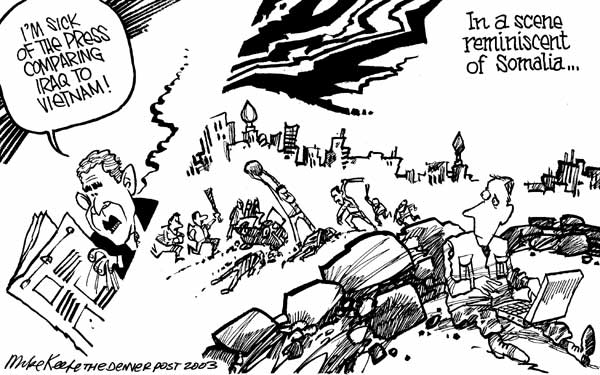 I'M SICK
OF THE PRESS
COMPARING
IRAQ TO
VIETNAM!
In a scene
reminiscent
of Somalia...
MIKE KEEFE THE DENVER POST 2003